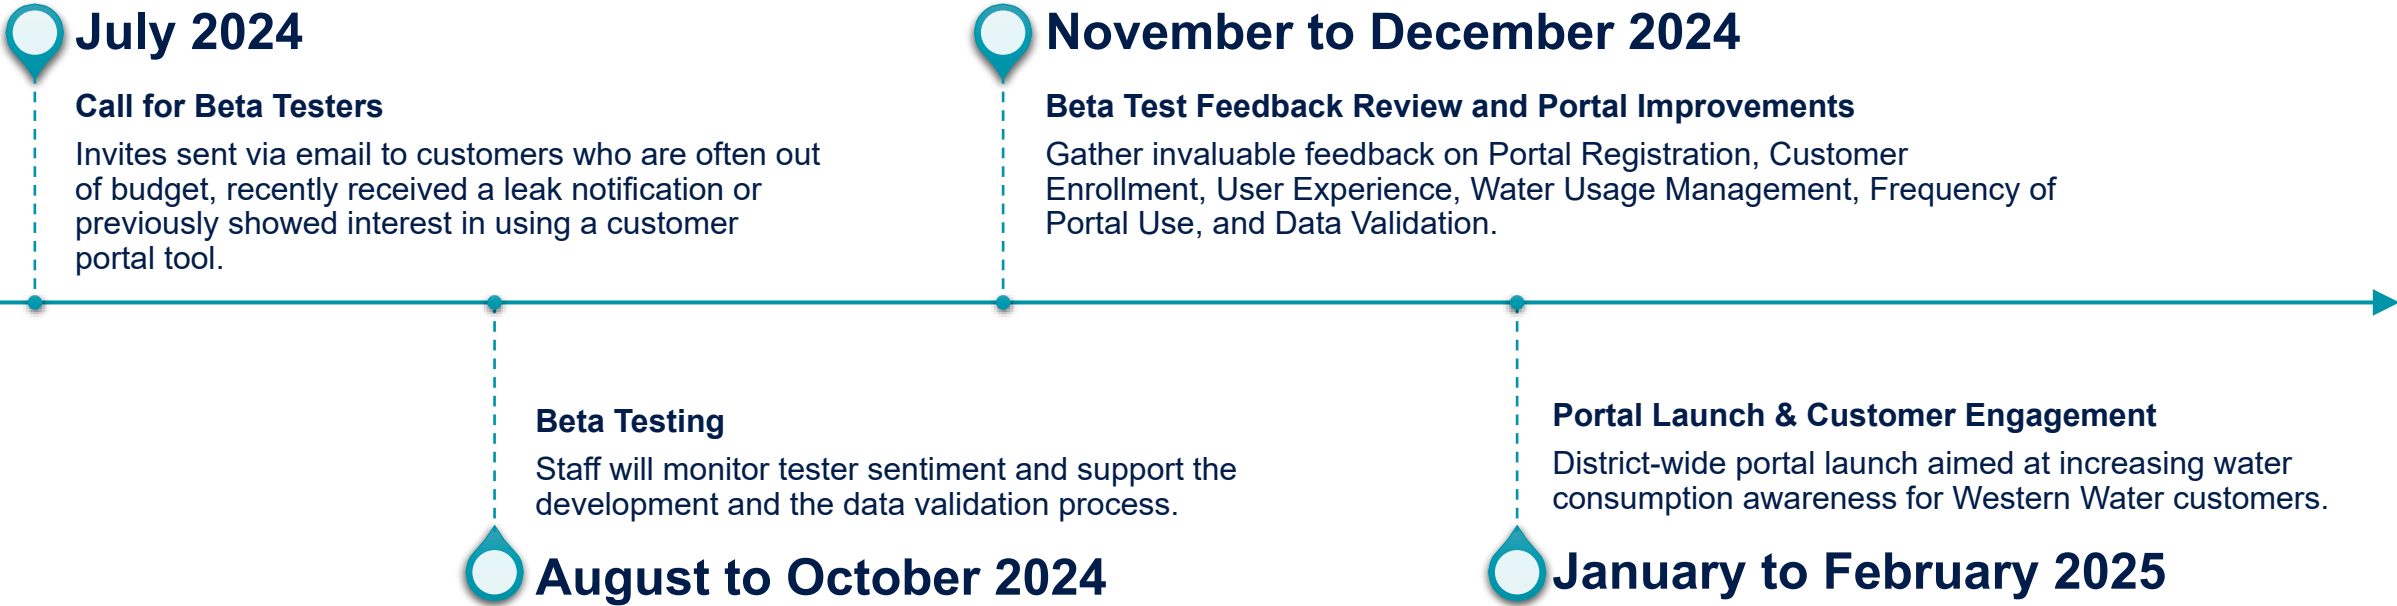 July 2024
Call for Beta Testers
Invites sent via email to customers who are often out
of budget, recently received a leak notification or
previously showed interest in using a customer
portal tool.
November to December 2024
Beta Test Feedback Review and Portal Improvements
Gather invaluable feedback on Portal Registration, Customer
Enrollment, User Experience, Water Usage Management, Frequency of
Portal Use, and Data Validation.
Beta Testing
Staff will monitor tester sentiment and support the
development and the data validation process.
August to October 2024
Portal Launch & Customer Engagement
District-wide portal launch aimed at increasing water
consumption awareness for Western Water customers.
January to February 2025